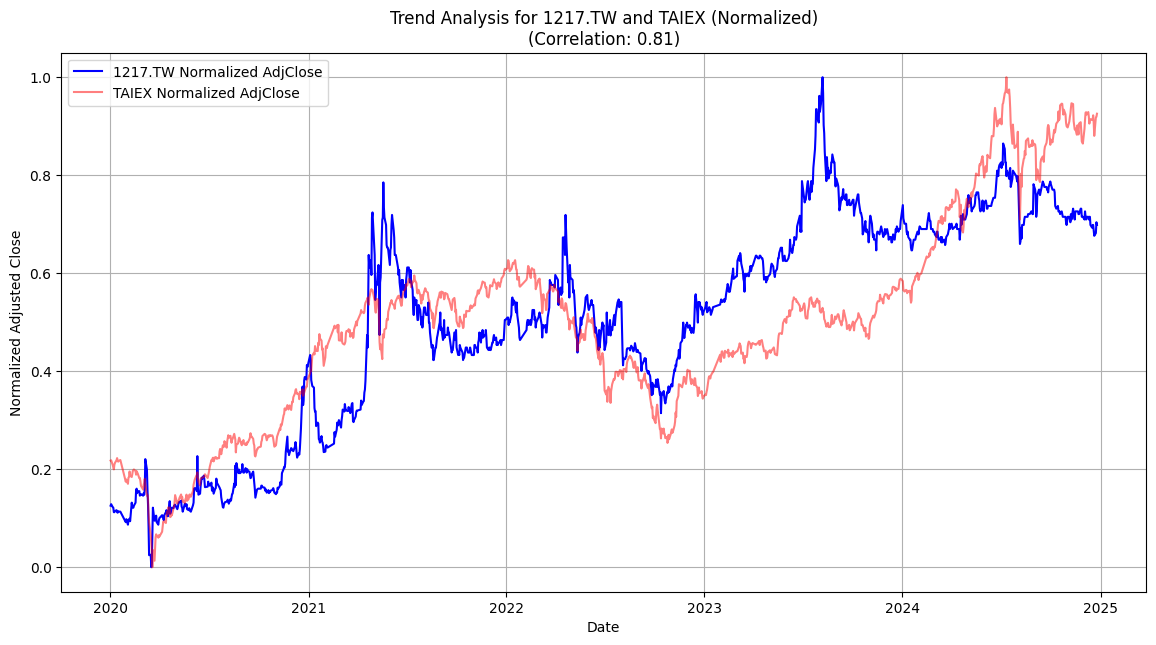 Trend Analysis for 1217.TW and TAIEX (Normalized)
(Correlation: 0.81)
1217.TW Normalized AdjClose
TAIEX Normalized AdjClose
Normalized Adjusted Close
1.0
0.8
0.6
0.4
0.2
0.0
2020
2021
2022
2023
2024
2025
Date